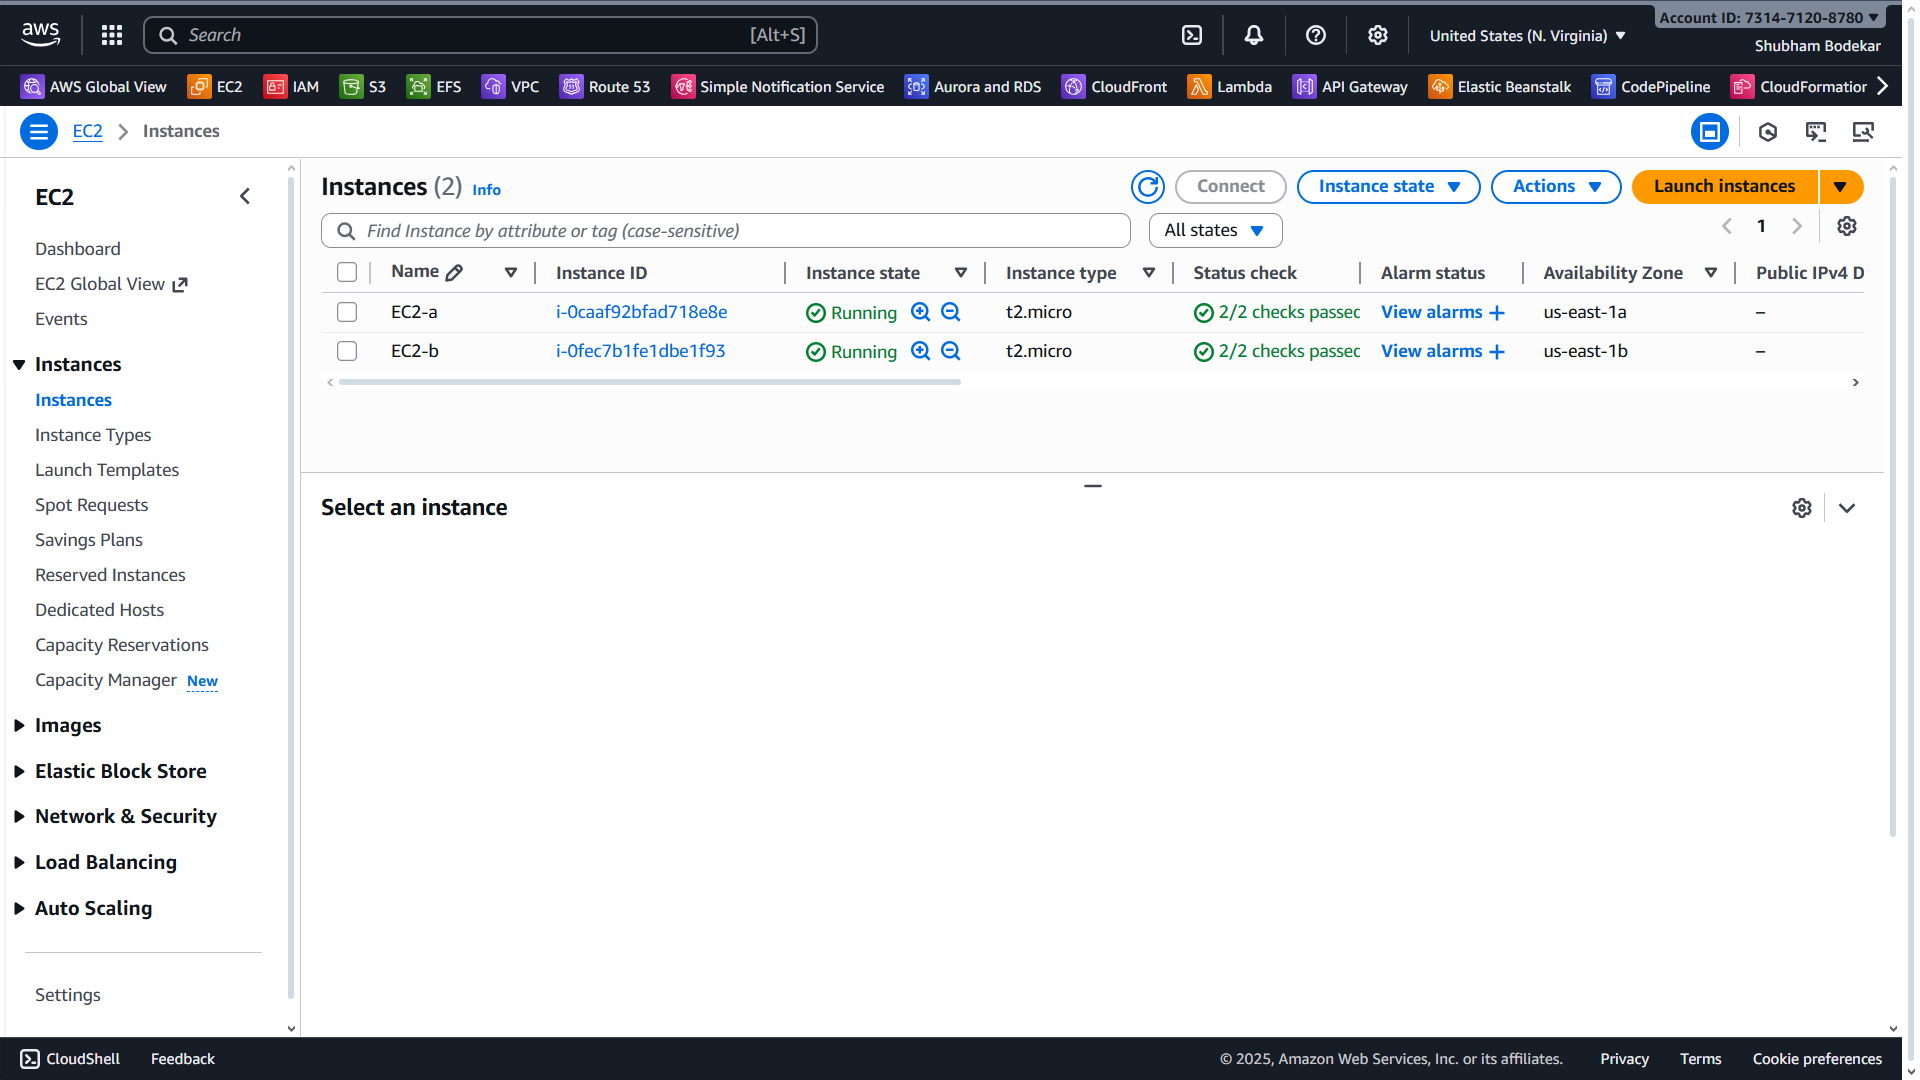 Account ID: 7314-7120-8780
aws
Search [Alt+S]
United States (N. Virginia)
Shubham Bodekar
AWS Global View EC2 IAM S3 EFS VPC Route 53 Simple Notification Service Aurora and RDS CloudFront Lambda API Gateway Elastic Beanstalk CodePipeline CloudFormation
EC2 Instances
EC2
Dashboard
EC2 Global View
Events
Instances
Instances
Instance Types
Launch Templates
Spot Requests
Savings Plans
Reserved Instances
Dedicated Hosts
Capacity Reservations
Capacity Manager New
Images
Elastic Block Store
Network & Security
Load Balancing
Auto Scaling
Settings
Instances (2) Info
Connect Instance state Actions Launch instances
Find Instance by attribute or tag (case-sensitive) All states 1
Name Instance ID Instance state Instance type Status check Alarm status Availability Zone Public IPv4 D
EC2-a i-0caaf92bfad718e8e Running t2.micro 2/2 checks passed View alarms + us-east-1a –
EC2-b i-0fec7b1fe1dbe1f93 Running t2.micro 2/2 checks passed View alarms + us-east-1b –
Select an instance
CloudShell Feedback © 2025, Amazon Web Services, Inc. or its affiliates. Privacy Terms Cookie preferences